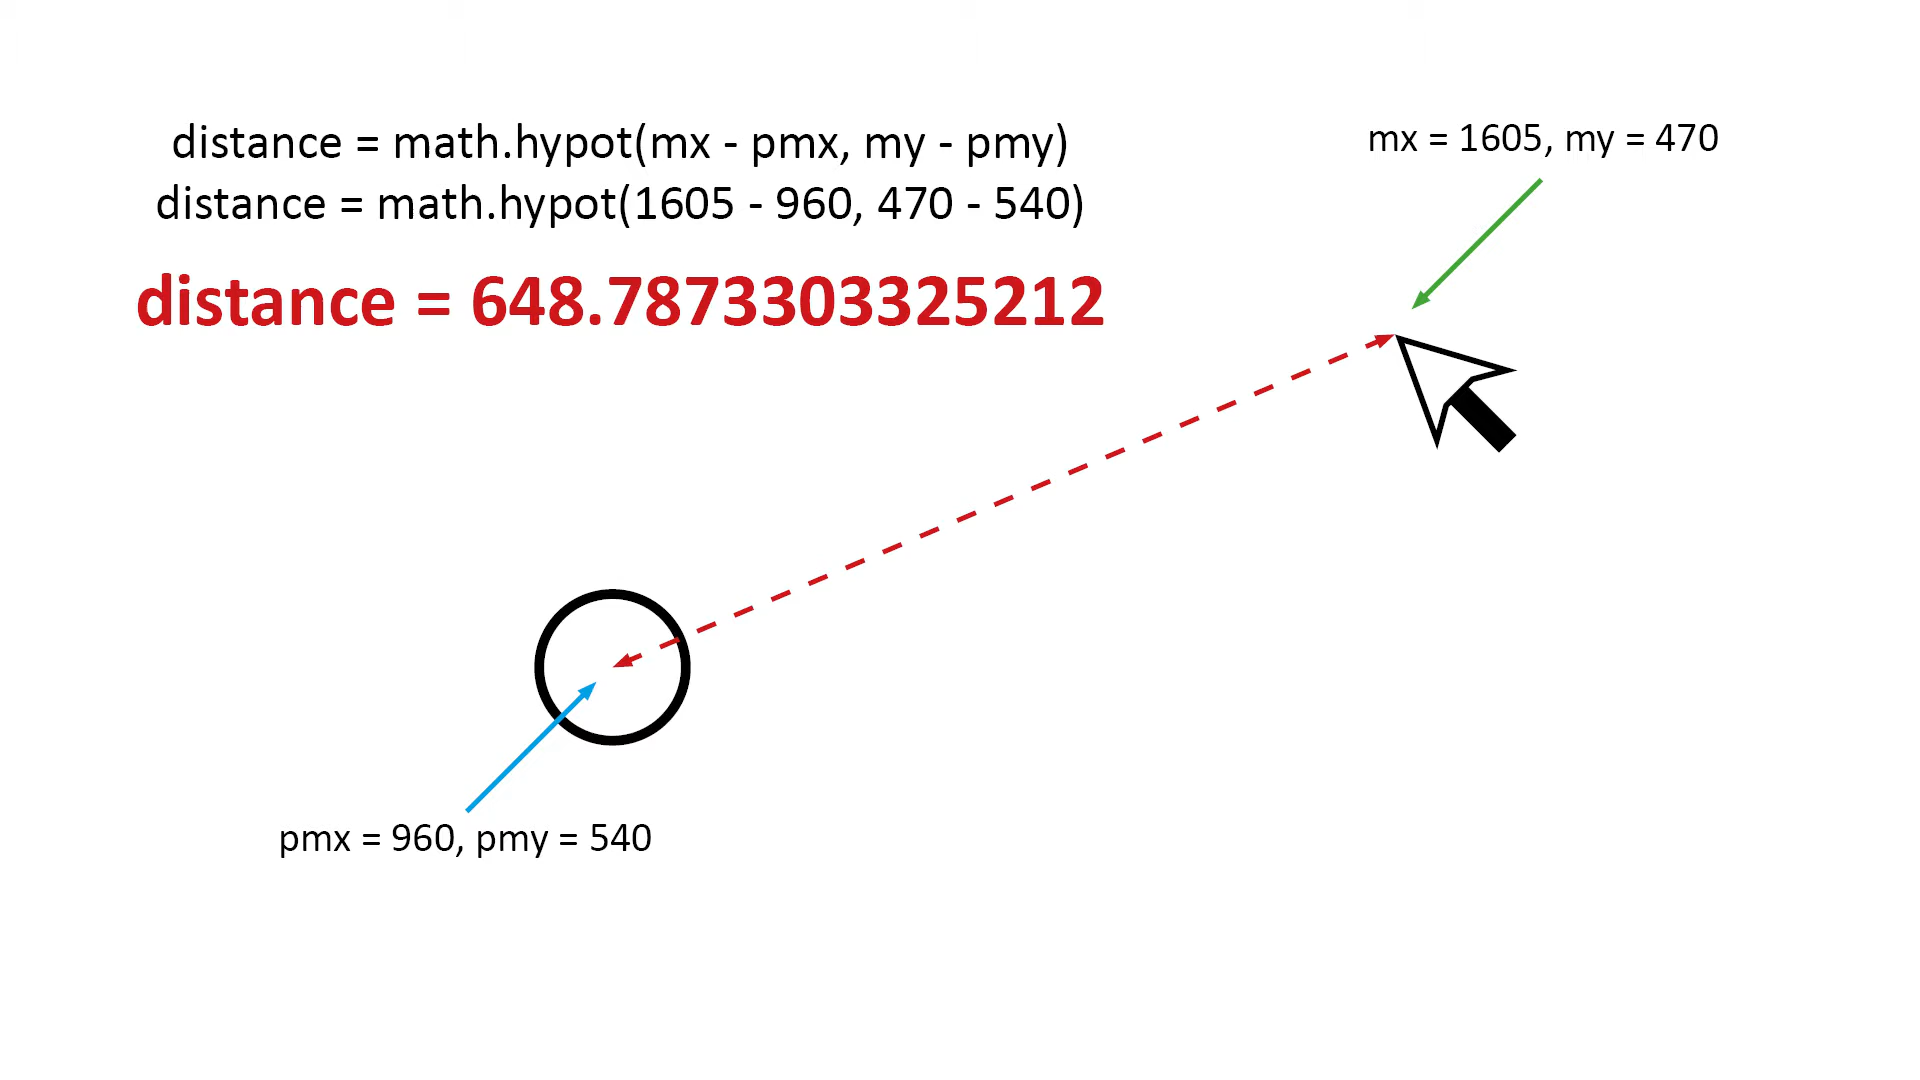 distance = math.hypot(mx - pmx, my - pmy)
distance = math.hypot(1605 - 960, 470 - 540)
distance = 648.7873303325212
mx = 1605, my = 470
pmx = 960, pmy = 540